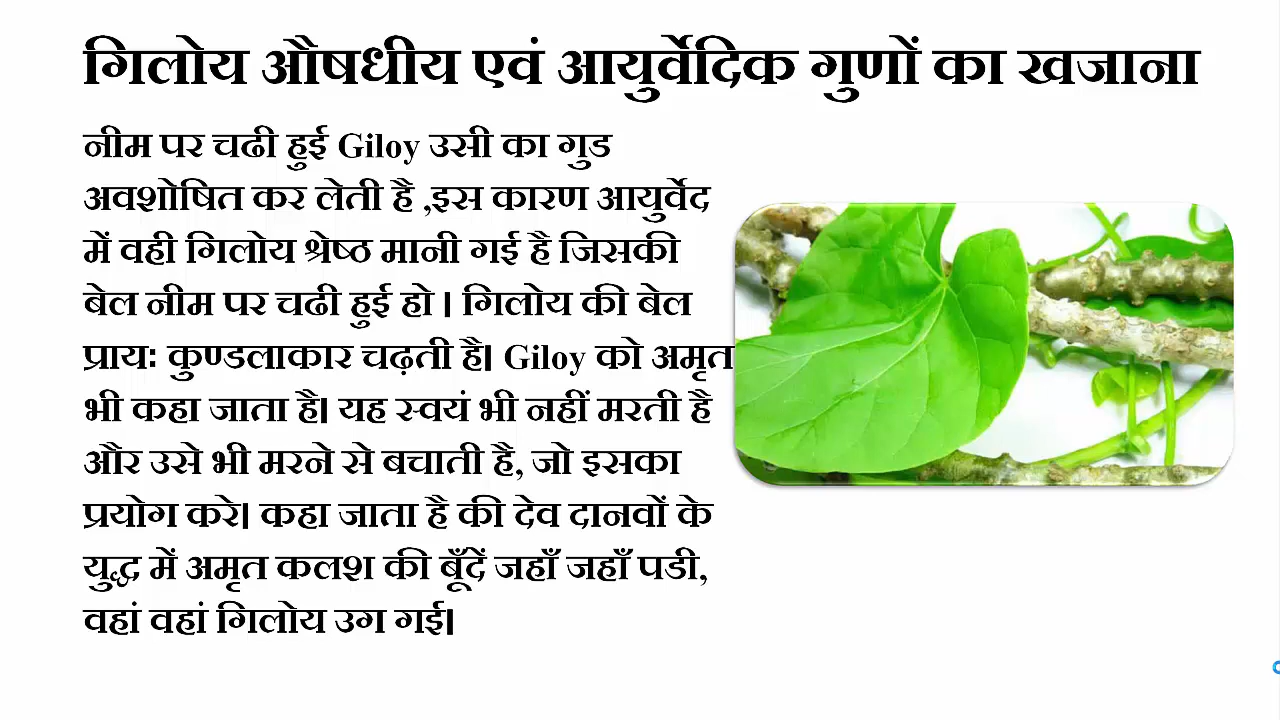 गिलोय औषधीय एवं आयुर्वेदिक गुणों का खजाना
नीम पर चढी हुई Giloy उसी का गुड
अवशोषित कर लेती है ,इस कारण आयुर्वेद
में वही गिलोय श्रेष्ठ मानी गई है जिसकी
बेल नीम पर चढी हुई हो । गिलोय की बेल
प्रायः कुण्डलाकार चढ़ती है। Giloy को अमृत
भी कहा जाता है। यह स्वयं भी नहीं मरती है
और उसे भी मरने से बचाती है, जो इसका
प्रयोग करे। कहा जाता है की देव दानवों के
युद्ध में अमृत कलश की बूँदें जहाँ जहाँ पडी,
वहां वहां गिलोय उग गई।